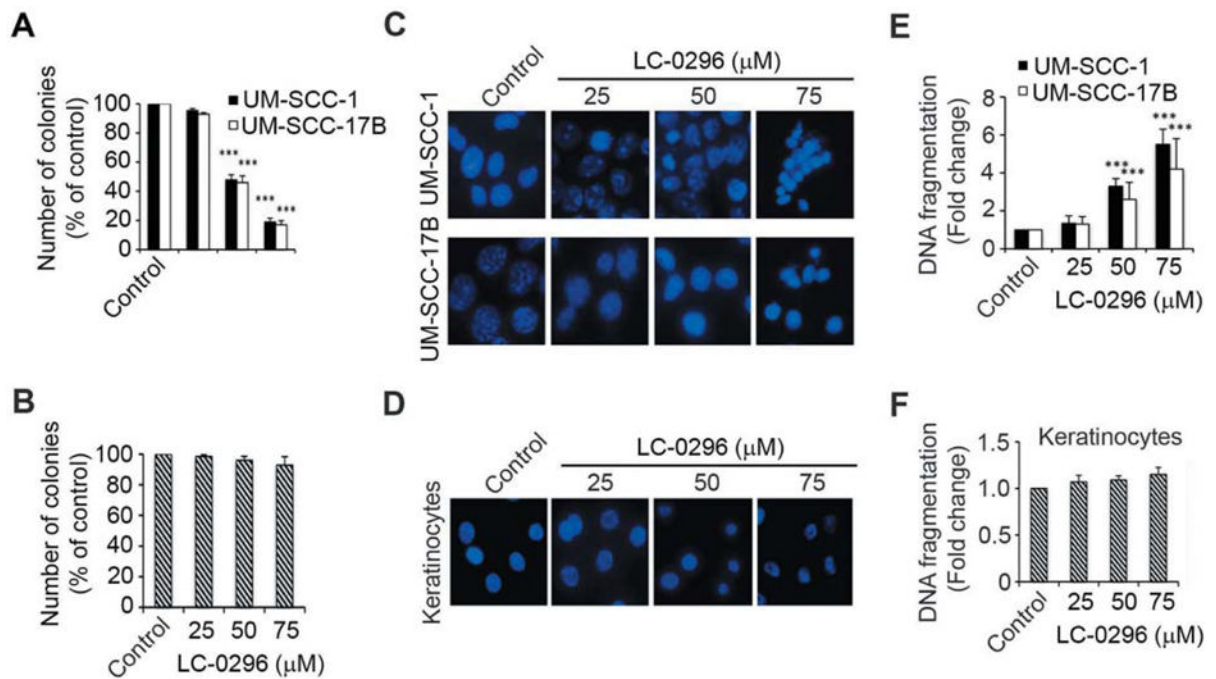 A
Number of colonies
(% of control)
100
80
60
40
20
0
UM-SCC-1
UM-SCC-17B
***
***
***
***
Control
B
Number of colonies
(% of control)
100
80
60
40
20
0
Control
25
50
75
LC-0296 (μM)
C
Control
LC-0296 (μM)
25
50
75
UM-SCC-1
UM-SCC-17B
D
Control
LC-0296 (μM)
25
50
75
Keratinocytes
E
DNA fragmentation
(Fold change)
8
6
4
2
0
UM-SCC-1
UM-SCC-17B
***
***
***
***
Control
25
50
75
LC-0296 (μM)
F
DNA fragmentation
(Fold change)
1.5
1.0
0.5
0
Keratinocytes
Control
25
50
75
LC-0296 (μM)